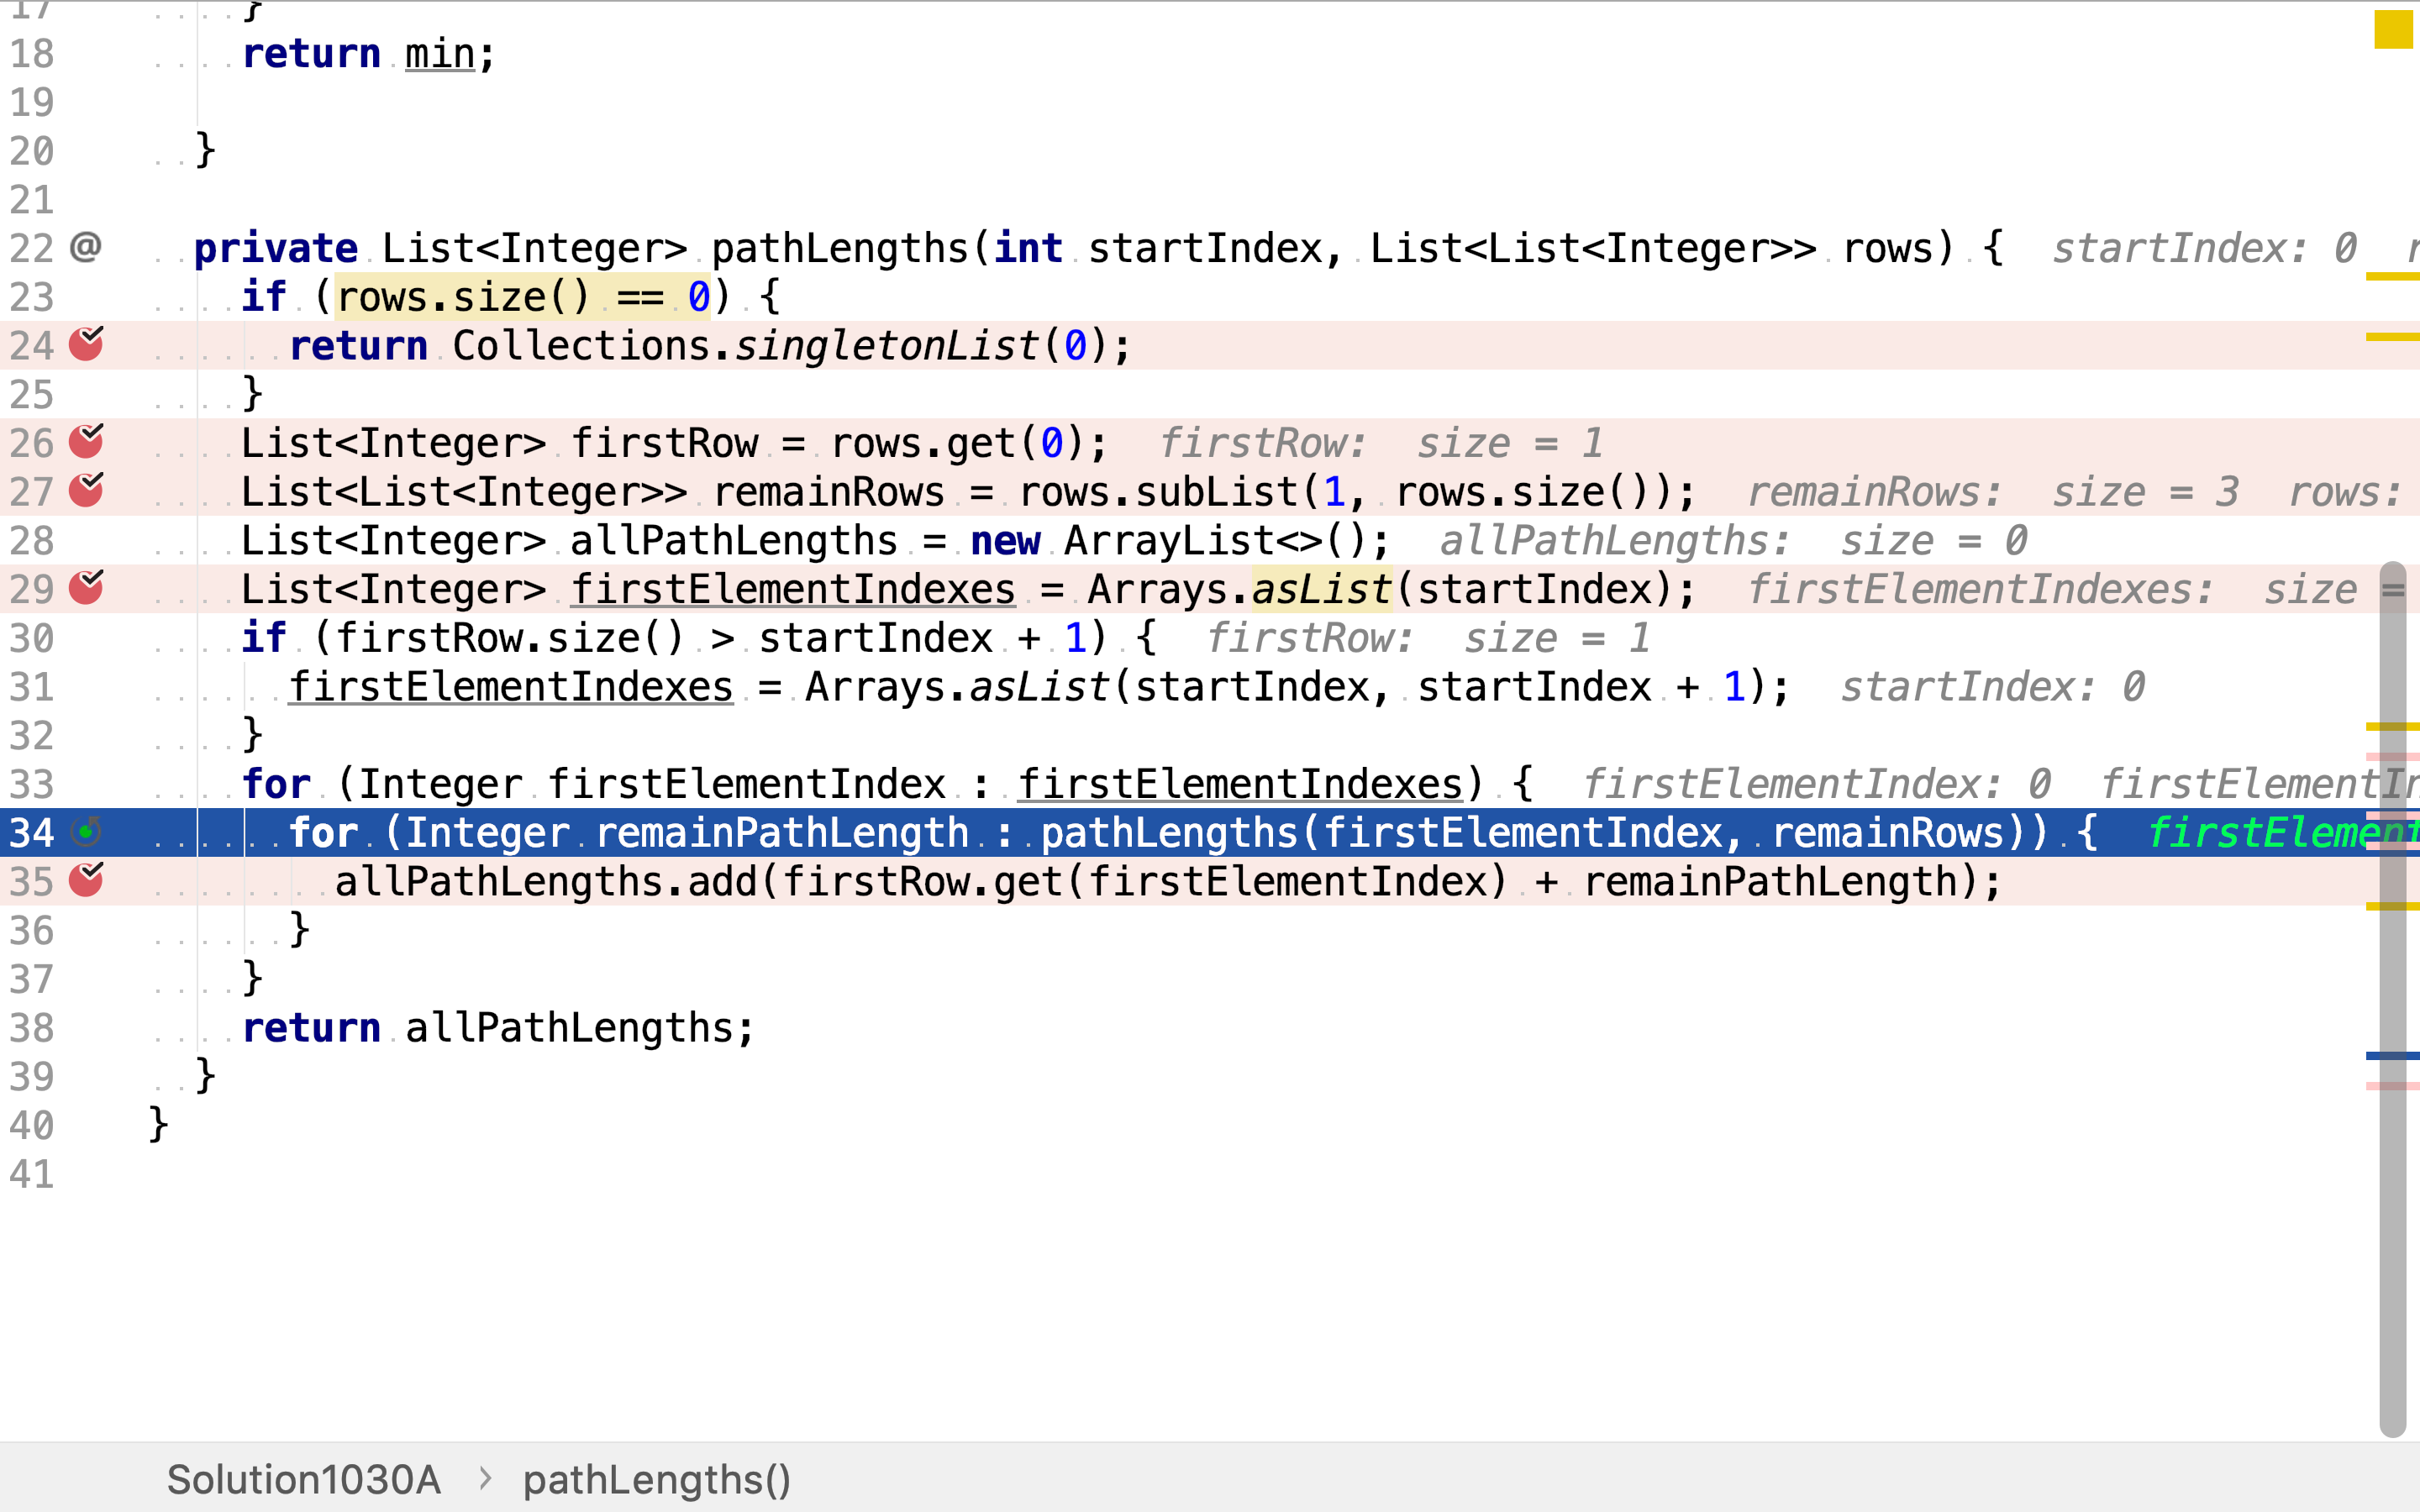 17 }
18 return min;
19
20 }
21
22 @ private List<Integer> pathLengths(int startIndex, List<List<Integer>> rows) { startIndex: 0
23 if (rows.size() == 0) {
24 return Collections.singletonList(0);
25 }
26 List<Integer> firstRow = rows.get(0); firstRow: size = 1
27 List<List<Integer>> remainRows = rows.subList(1, rows.size()); remainRows: size = 3 rows:
28 List<Integer> allPathLengths = new ArrayList<>(); allPathLengths: size = 0
29 List<Integer> firstElementIndexes = Arrays.asList(startIndex); firstElementIndexes: size =
30 if (firstRow.size() > startIndex + 1) { firstRow: size = 1
31 firstElementIndexes = Arrays.asList(startIndex, startIndex + 1); startIndex: 0
32 }
33 for (Integer firstElementIndex : firstElementIndexes) { firstElementIndex: 0 firstElementIn
34 for (Integer remainPathLength : pathLengths(firstElementIndex, remainRows)) { firstElement
35 allPathLengths.add(firstRow.get(firstElementIndex) + remainPathLength);
36 }
37 }
38 return allPathLengths;
39 }
40 }
41
Solution1030A > pathLengths()